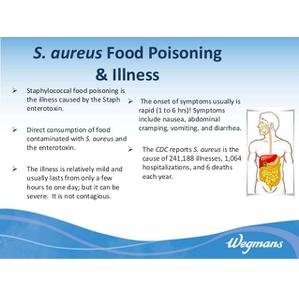 S. aureus Food Poisoning
& Illness
➢ Staphylococcal food poisoning is
the illness caused by the Staph
enterotoxin.
➢ Direct consumption of food
contaminated with S. aureus and
the enterotoxin.
➢ The illness is relatively mild and
usually lasts from only a few
hours to one day; but it can be
severe. It is not contagious.
➢ The onset of symptoms usually is
rapid (1 to 6 hrs)! Symptoms
include nausea, abdominal
cramping, vomiting, and diarrhea.
➢ The CDC reports S. aureus is the
cause of 241,188 illnesses, 1,064
hospitalizations, and 6 deaths
each year.
Wegmans